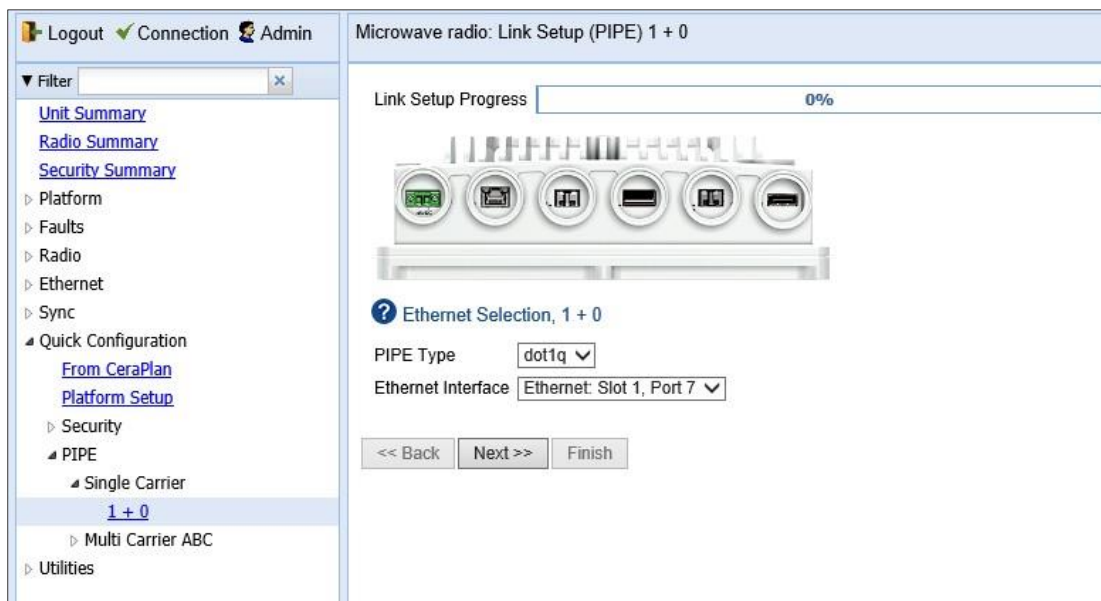 Logout Connection Admin
Filter
Unit Summary
Radio Summary
Security Summary
Platform
Faults
Radio
Ethernet
Sync
Quick Configuration
From CeraPlan
Platform Setup
Security
PIPE
Single Carrier
1 + 0
Multi Carrier ABC
Utilities
Microwave radio: Link Setup (PIPE) 1 + 0
Link Setup Progress 0%
? Ethernet Selection, 1 + 0
PIPE Type dot1q
Ethernet Interface Ethernet: Slot 1, Port 7
<< Back Next >> Finish